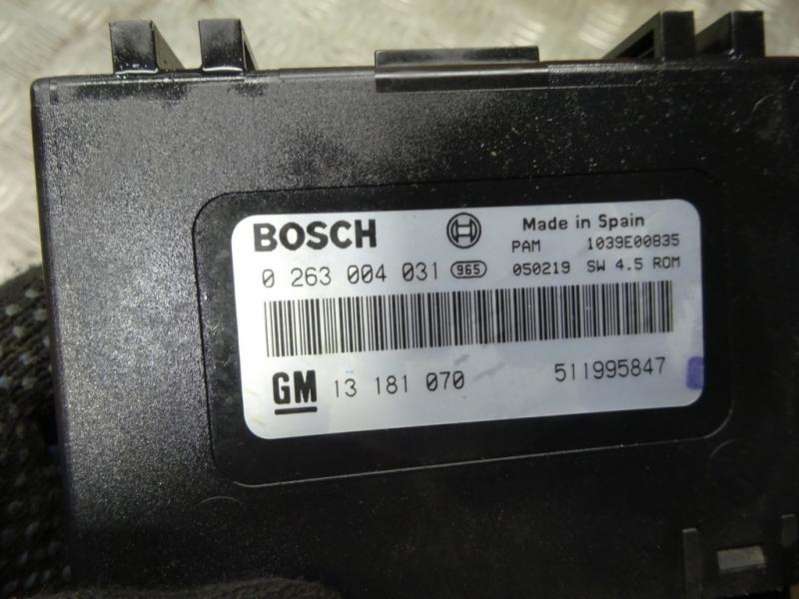 BOSCH Made in Spain
PAM 1039E00835
0 263 004 031 965 050219 SW 4.5 ROM
GM 13 181 070 511995847